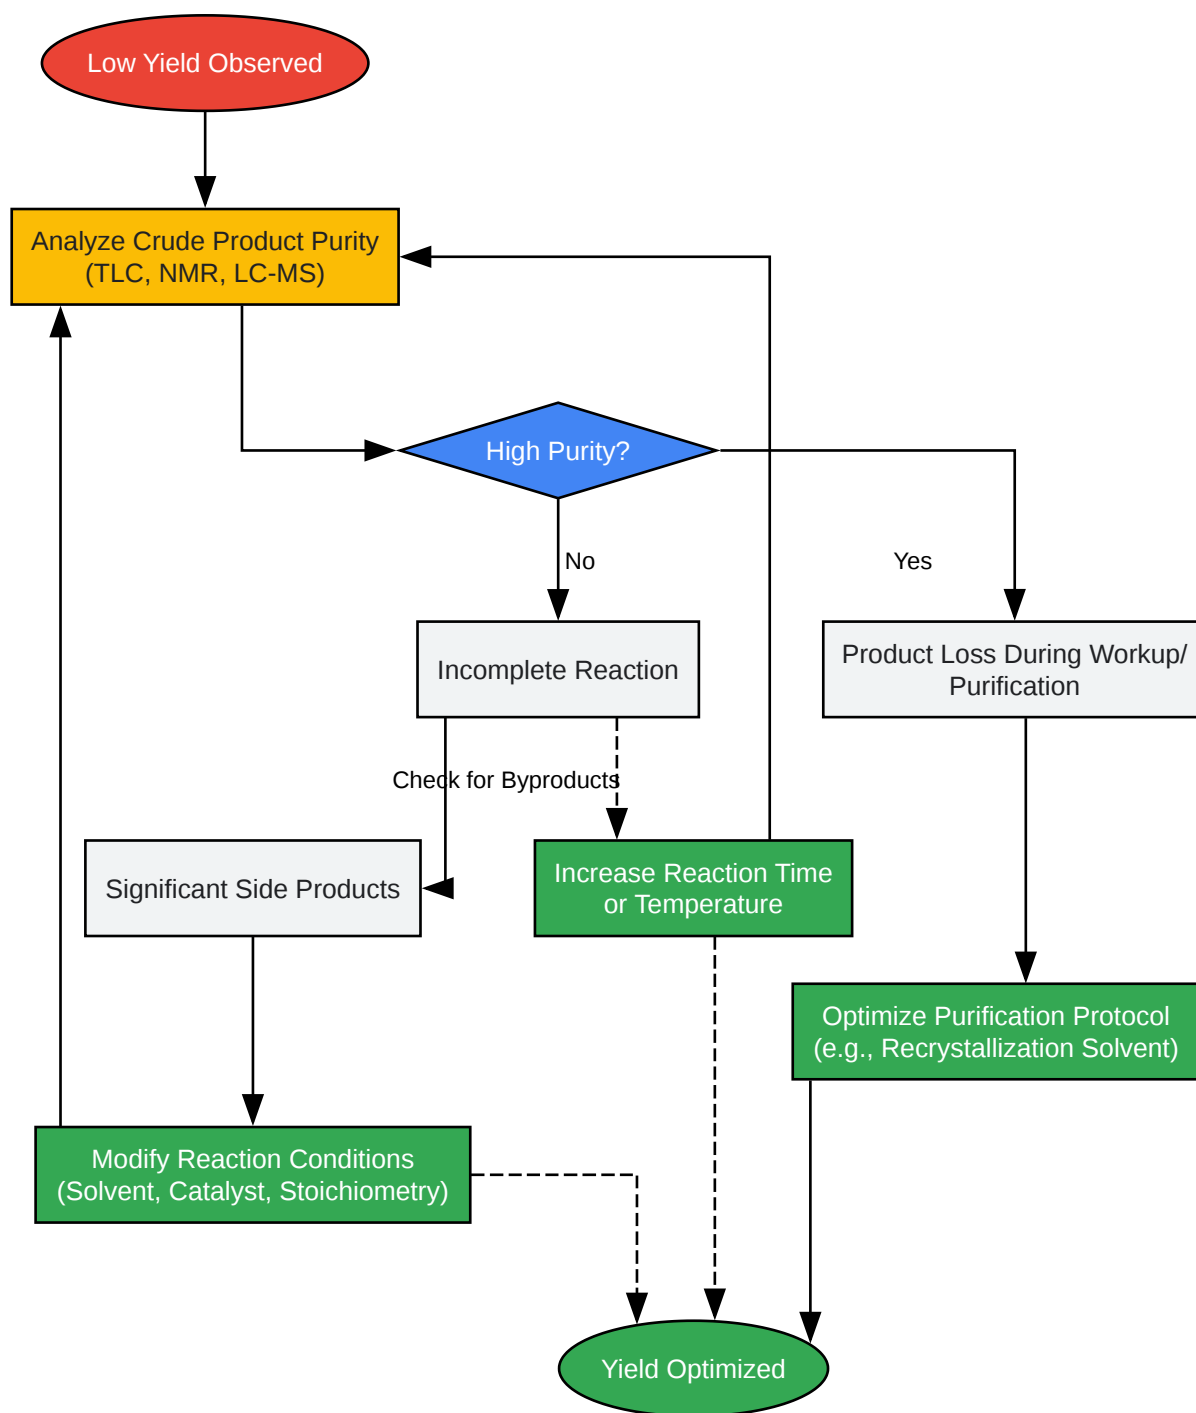 Low Yield Observed
Analyze Crude Product Purity
(TLC, NMR, LC-MS)
High Purity?
No
Yes
Incomplete Reaction
Product Loss During Workup/
Purification
Check for Byproducts
Significant Side Products
Increase Reaction Time
or Temperature
Optimize Purification Protocol
(e.g., Recrystallization Solvent)
Modify Reaction Conditions
(Solvent, Catalyst, Stoichiometry)
Yield Optimized